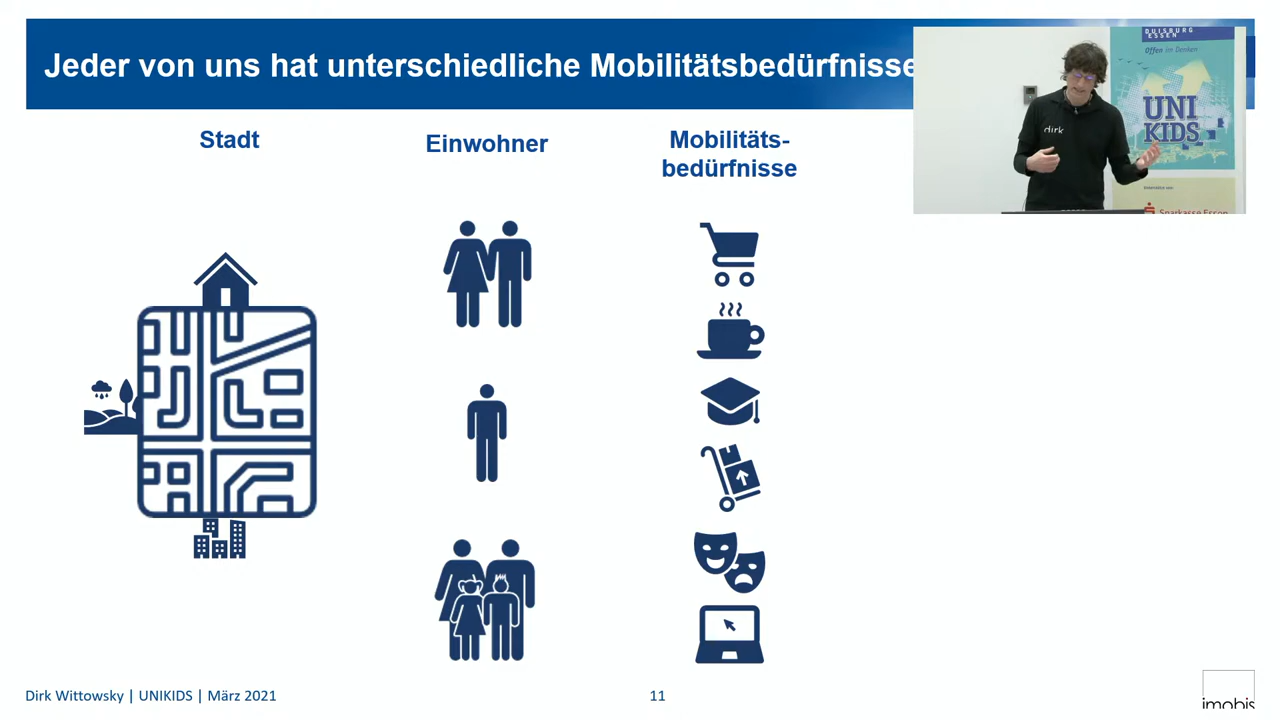 Jeder von uns hat unterschiedliche Mobilitätsbedürfnisse
DUISBURG
ESSEN
Offen im Denken
UNI
KIDS
dirk
Sparkasse Essen
Stadt
Einwohner
Mobilitäts-
bedürfnisse
Dirk Wittowsky | UNIKIDS | März 2021
11
imobis